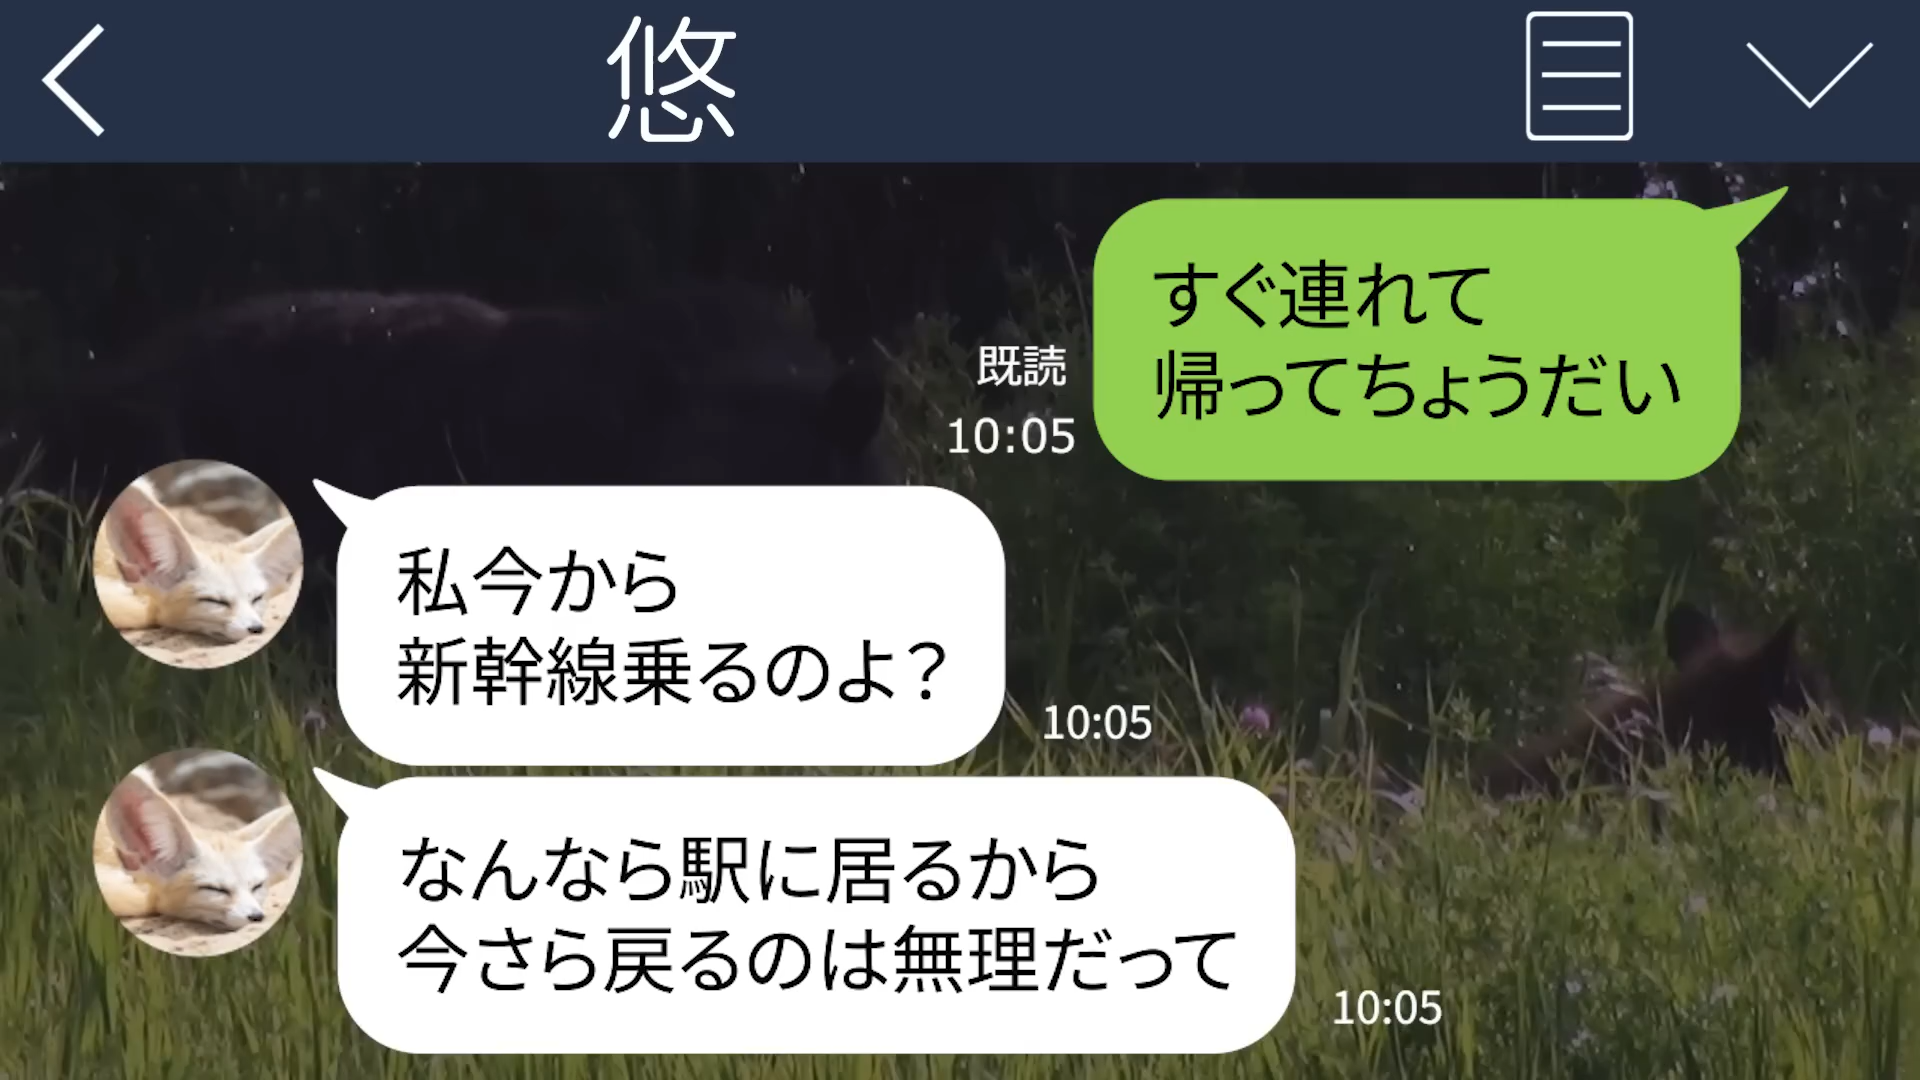 悠
すぐ連れて
帰ってちょうだい
既読
10:05
私今から
新幹線乗るのよ？
10:05
なんなら駅に居るから
今さら戻るのは無理だって
10:05